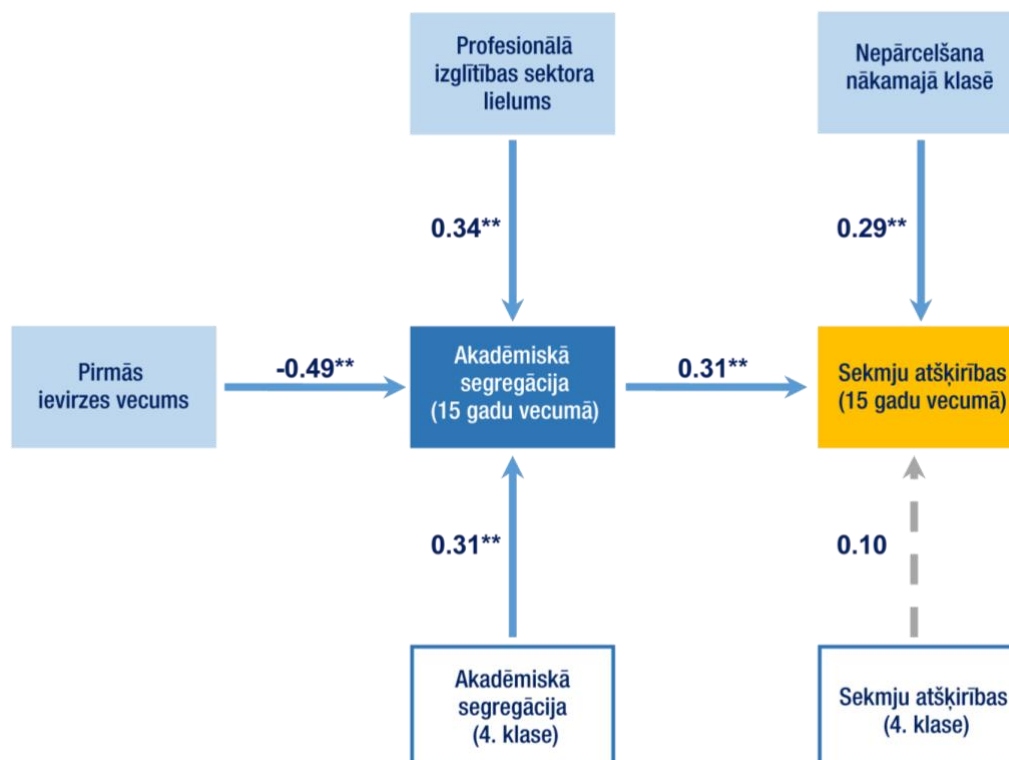 Profesionālā
izglītības sektora
lielums
Nepārcelšana
nākamajā klasē
0.34**
0.29**
Pirmās
ievirzes vecums
-0.49**
Akadēmiskā
segregācija
(15 gadu vecumā)
0.31**
Sekmju atšķirības
(15 gadu vecumā)
0.31**
0.10
Akadēmiskā
segregācija
(4. klase)
Sekmju atšķirības
(4. klase)